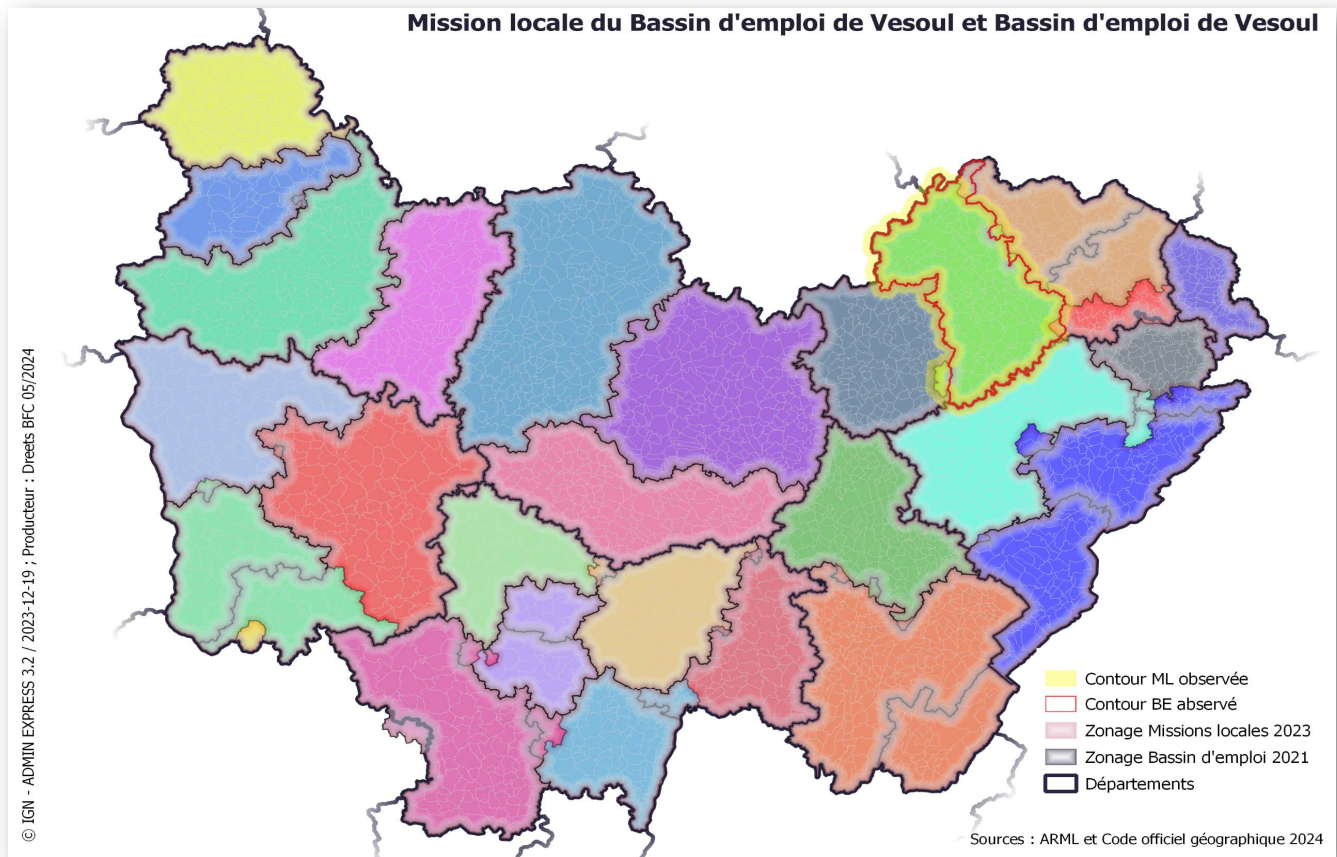 Mission locale du Bassin d'emploi de Vesoul et Bassin d'emploi de Vesoul
© IGN - ADMIN EXPRESS 3.2 / 2023-12-19 ; Producteur : Dreets BFC 05/2024
Contour ML observée
Contour BE abservé
Zonage Missions locales 2023
Zonage Bassin d'emploi 2021
Départements
Sources : ARML et Code officiel géographique 2024